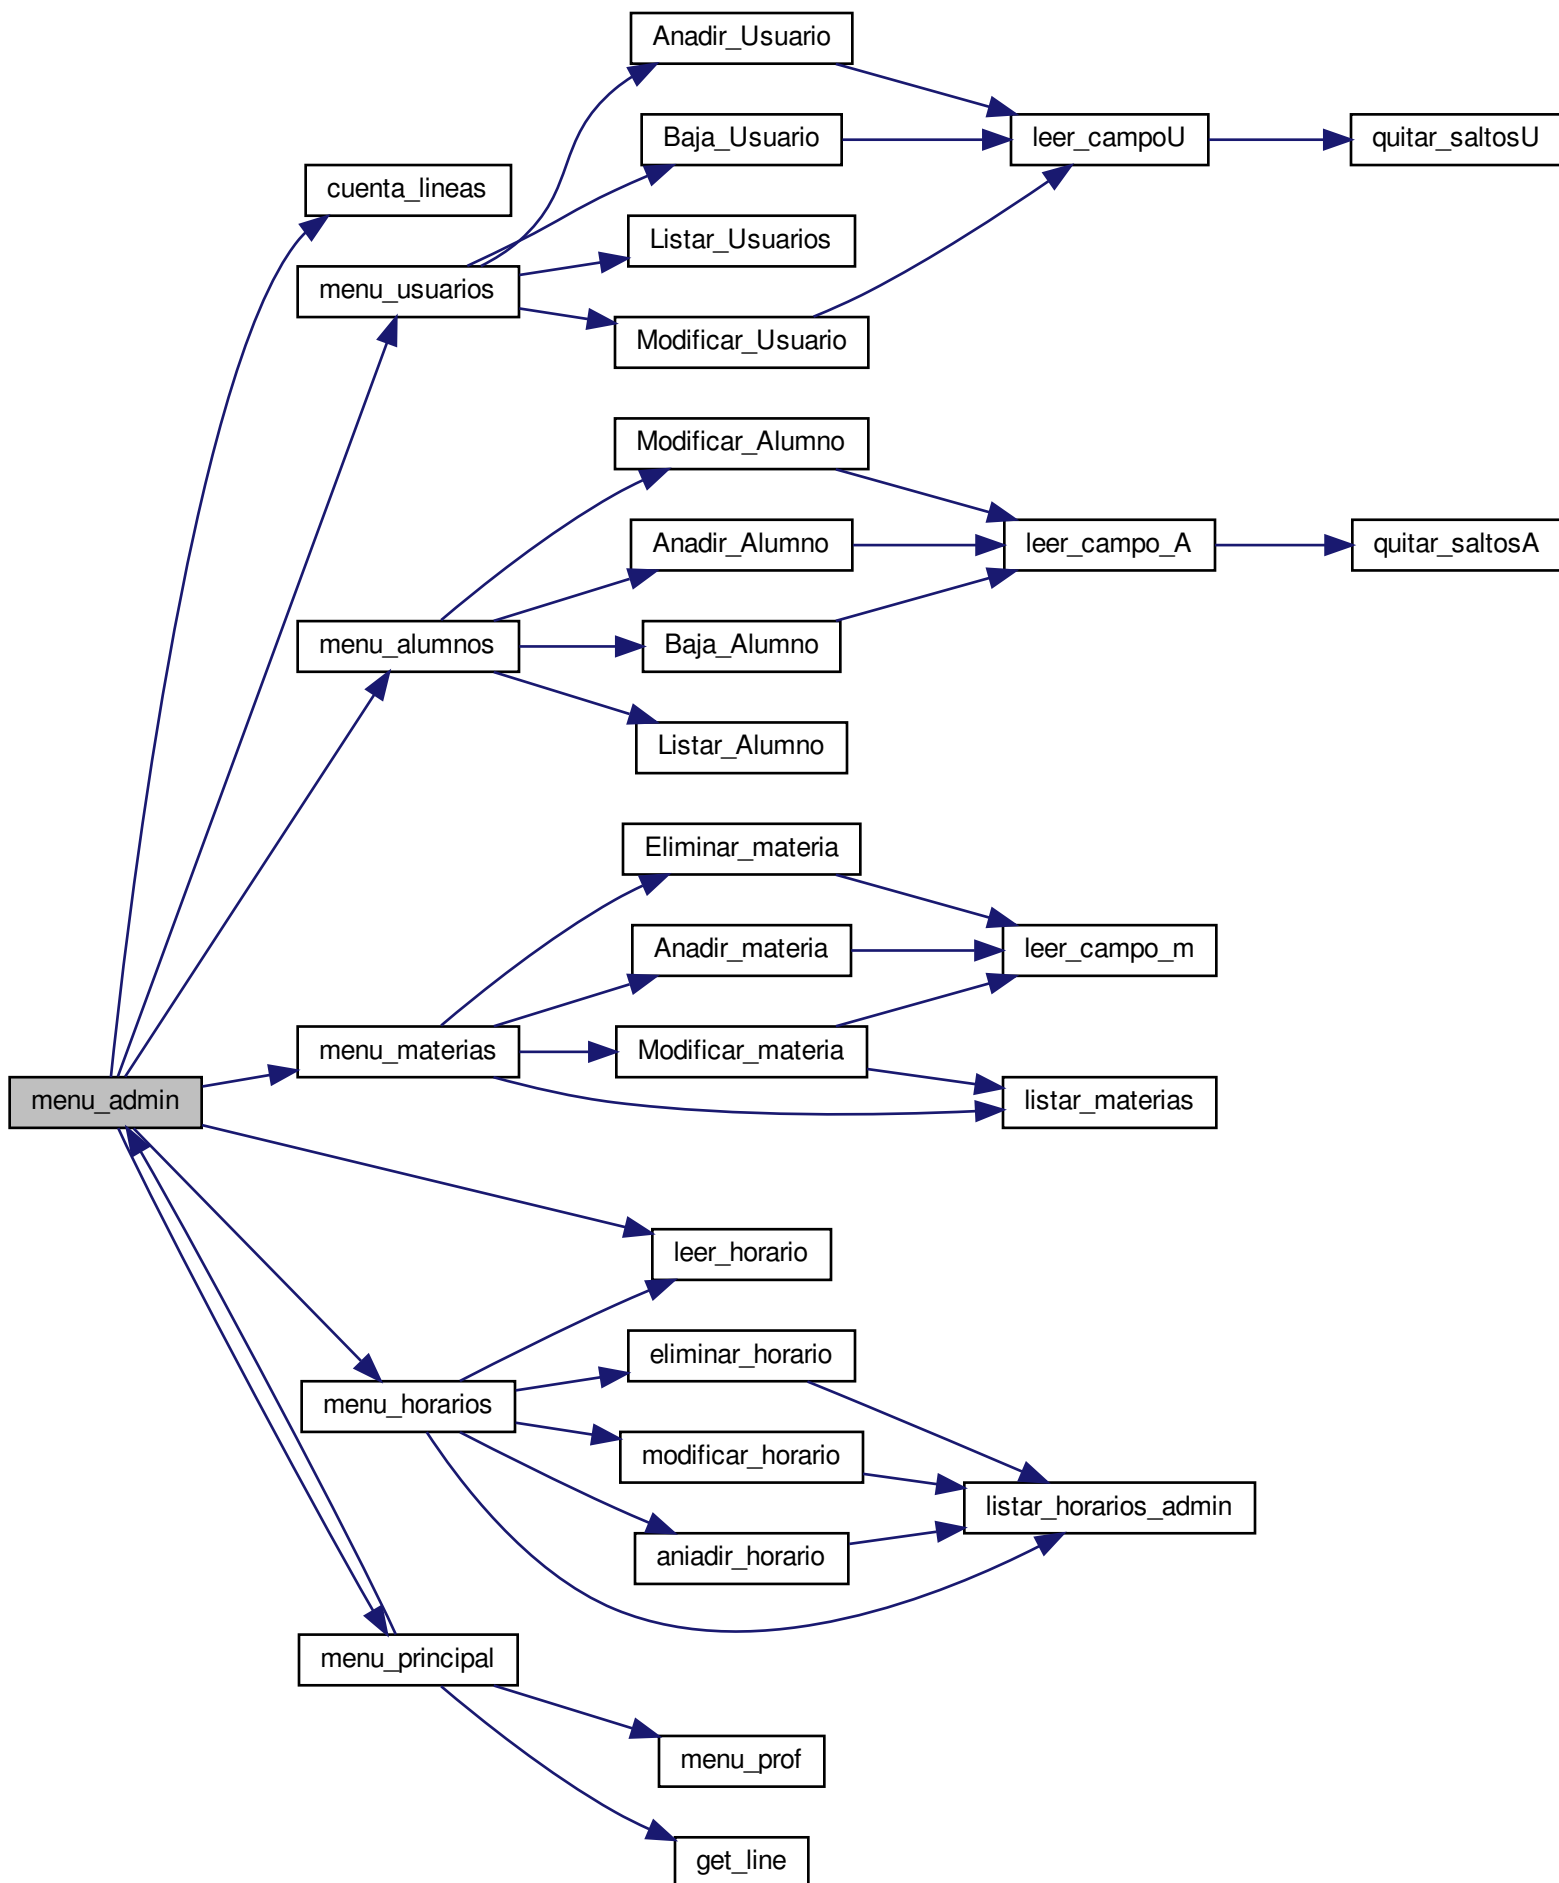 Anadir_Usuario
Baja_Usuario
leer_campoU
quitar_saltosU
cuenta_lineas
Listar_Usuarios
menu_usuarios
Modificar_Usuario
Modificar_Alumno
Anadir_Alumno
leer_campo_A
quitar_saltosA
menu_alumnos
Baja_Alumno
Listar_Alumno
Eliminar_materia
Anadir_materia
leer_campo_m
menu_materias
Modificar_materia
menu_admin
listar_materias
leer_horario
eliminar_horario
menu_horarios
modificar_horario
listar_horarios_admin
aniadir_horario
menu_principal
menu_prof
get_line